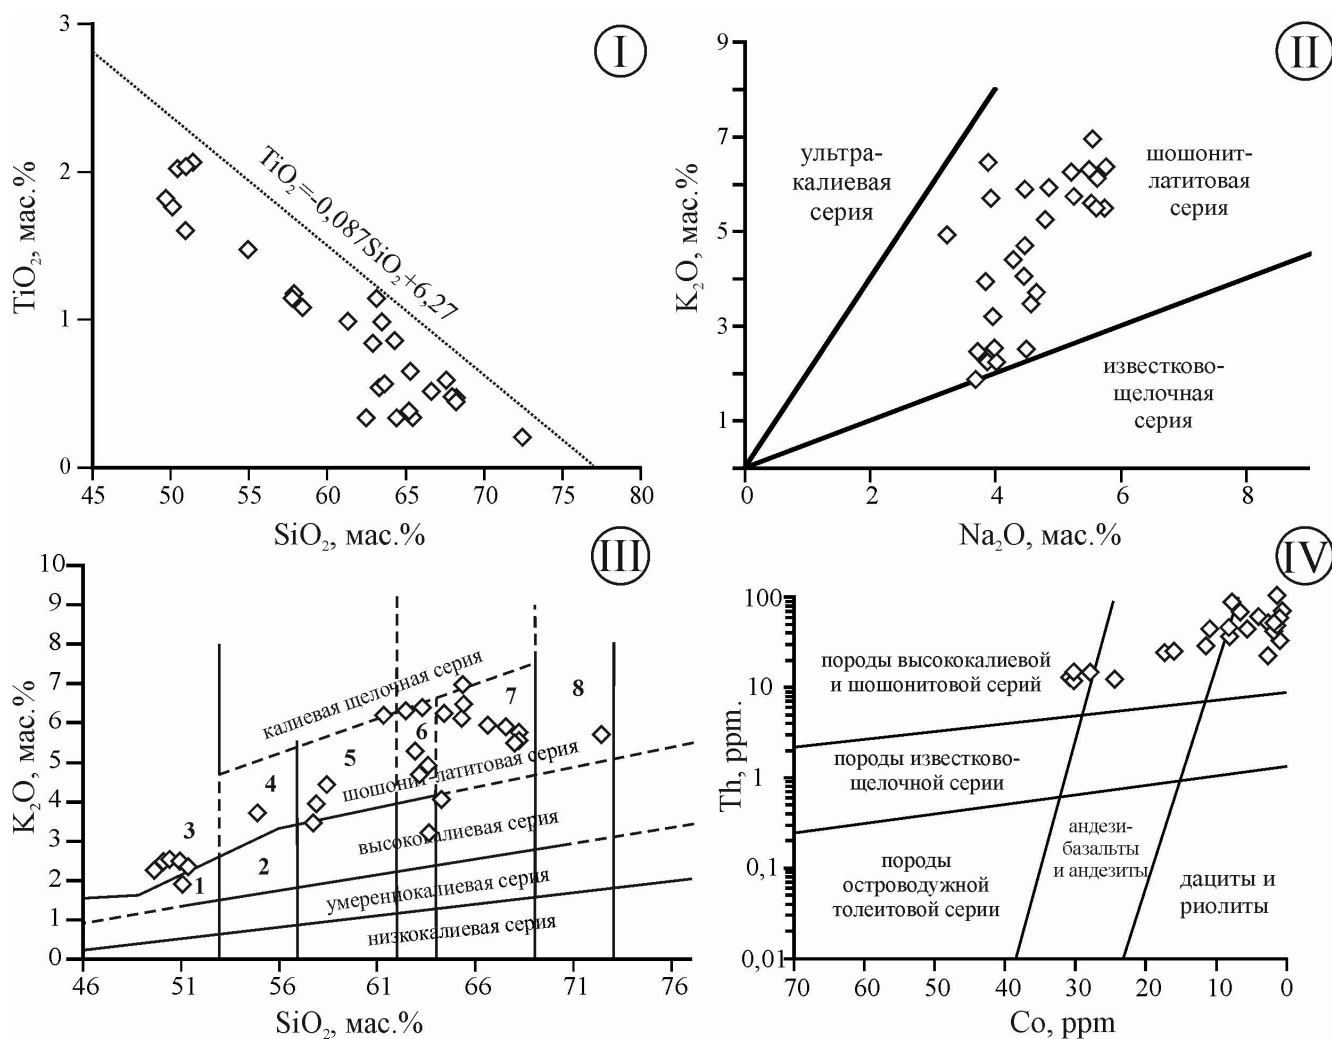 I
3
2
1
0
TiO₂, мас.%
TiO₂=-0,087SiO₂+6,27
45 50 55 60 65 70 75 80
SiO₂, мас.%
II
9
7
5
3
1
K₂O, мас.%
ультра-
калиевая
серия
шошонит-
латитовая
серия
известково-
щелочная
серия
0 2 4 6 8
Na₂O, мас.%
III
10
9
8
7
6
5
4
3
2
1
0
K₂O, мас.%
калиевая щелочная серия
7
8
6
5
4
шошонит-латитовая серия
3
высококалиевая серия
2
1
умереннокалиевая серия
низкокалиевая серия
46 51 56 61 66 71 76
SiO₂, мас.%
IV
100
10
1
0,1
0,01
Th, ppm.
породы высококалиевой
и шошонитовой серий
породы известково-
щелочной серии
породы
островодужной
толеитовой серии
андези-
базальты
и андезиты
дациты и
риолиты
70 60 50 40 30 20 10 0
Co, ppm